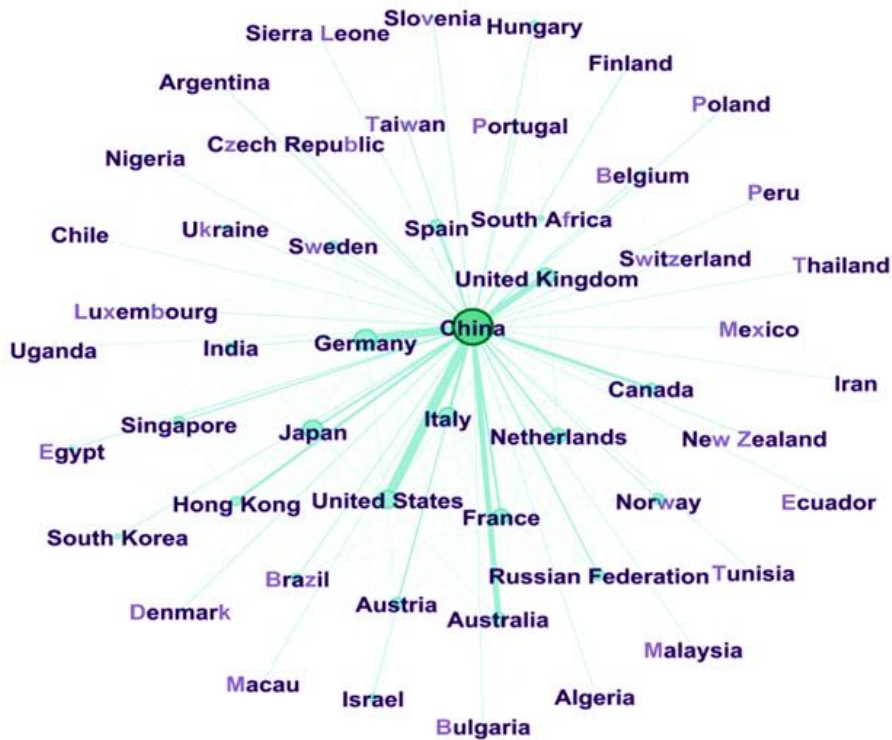 Slovenia
Sierra Leone
Hungary
Finland
Argentina
Poland
Taiwan
Portugal
Czech Republic
Nigeria
Belgium
Peru
South Africa
Spain
Ukraine
Chile
Sweden
Switzerland
Thailand
United Kingdom
Luxembourg
China
Mexico
Germany
India
Uganda
Iran
Canada
Italy
Singapore
Japan
Netherlands
New Zealand
Egypt
United States
Norway
Ecuador
Hong Kong
France
South Korea
Tunisia
Russian Federation
Brazil
Austria
Denmark
Australia
Malaysia
Macau
Algeria
Israel
Bulgaria